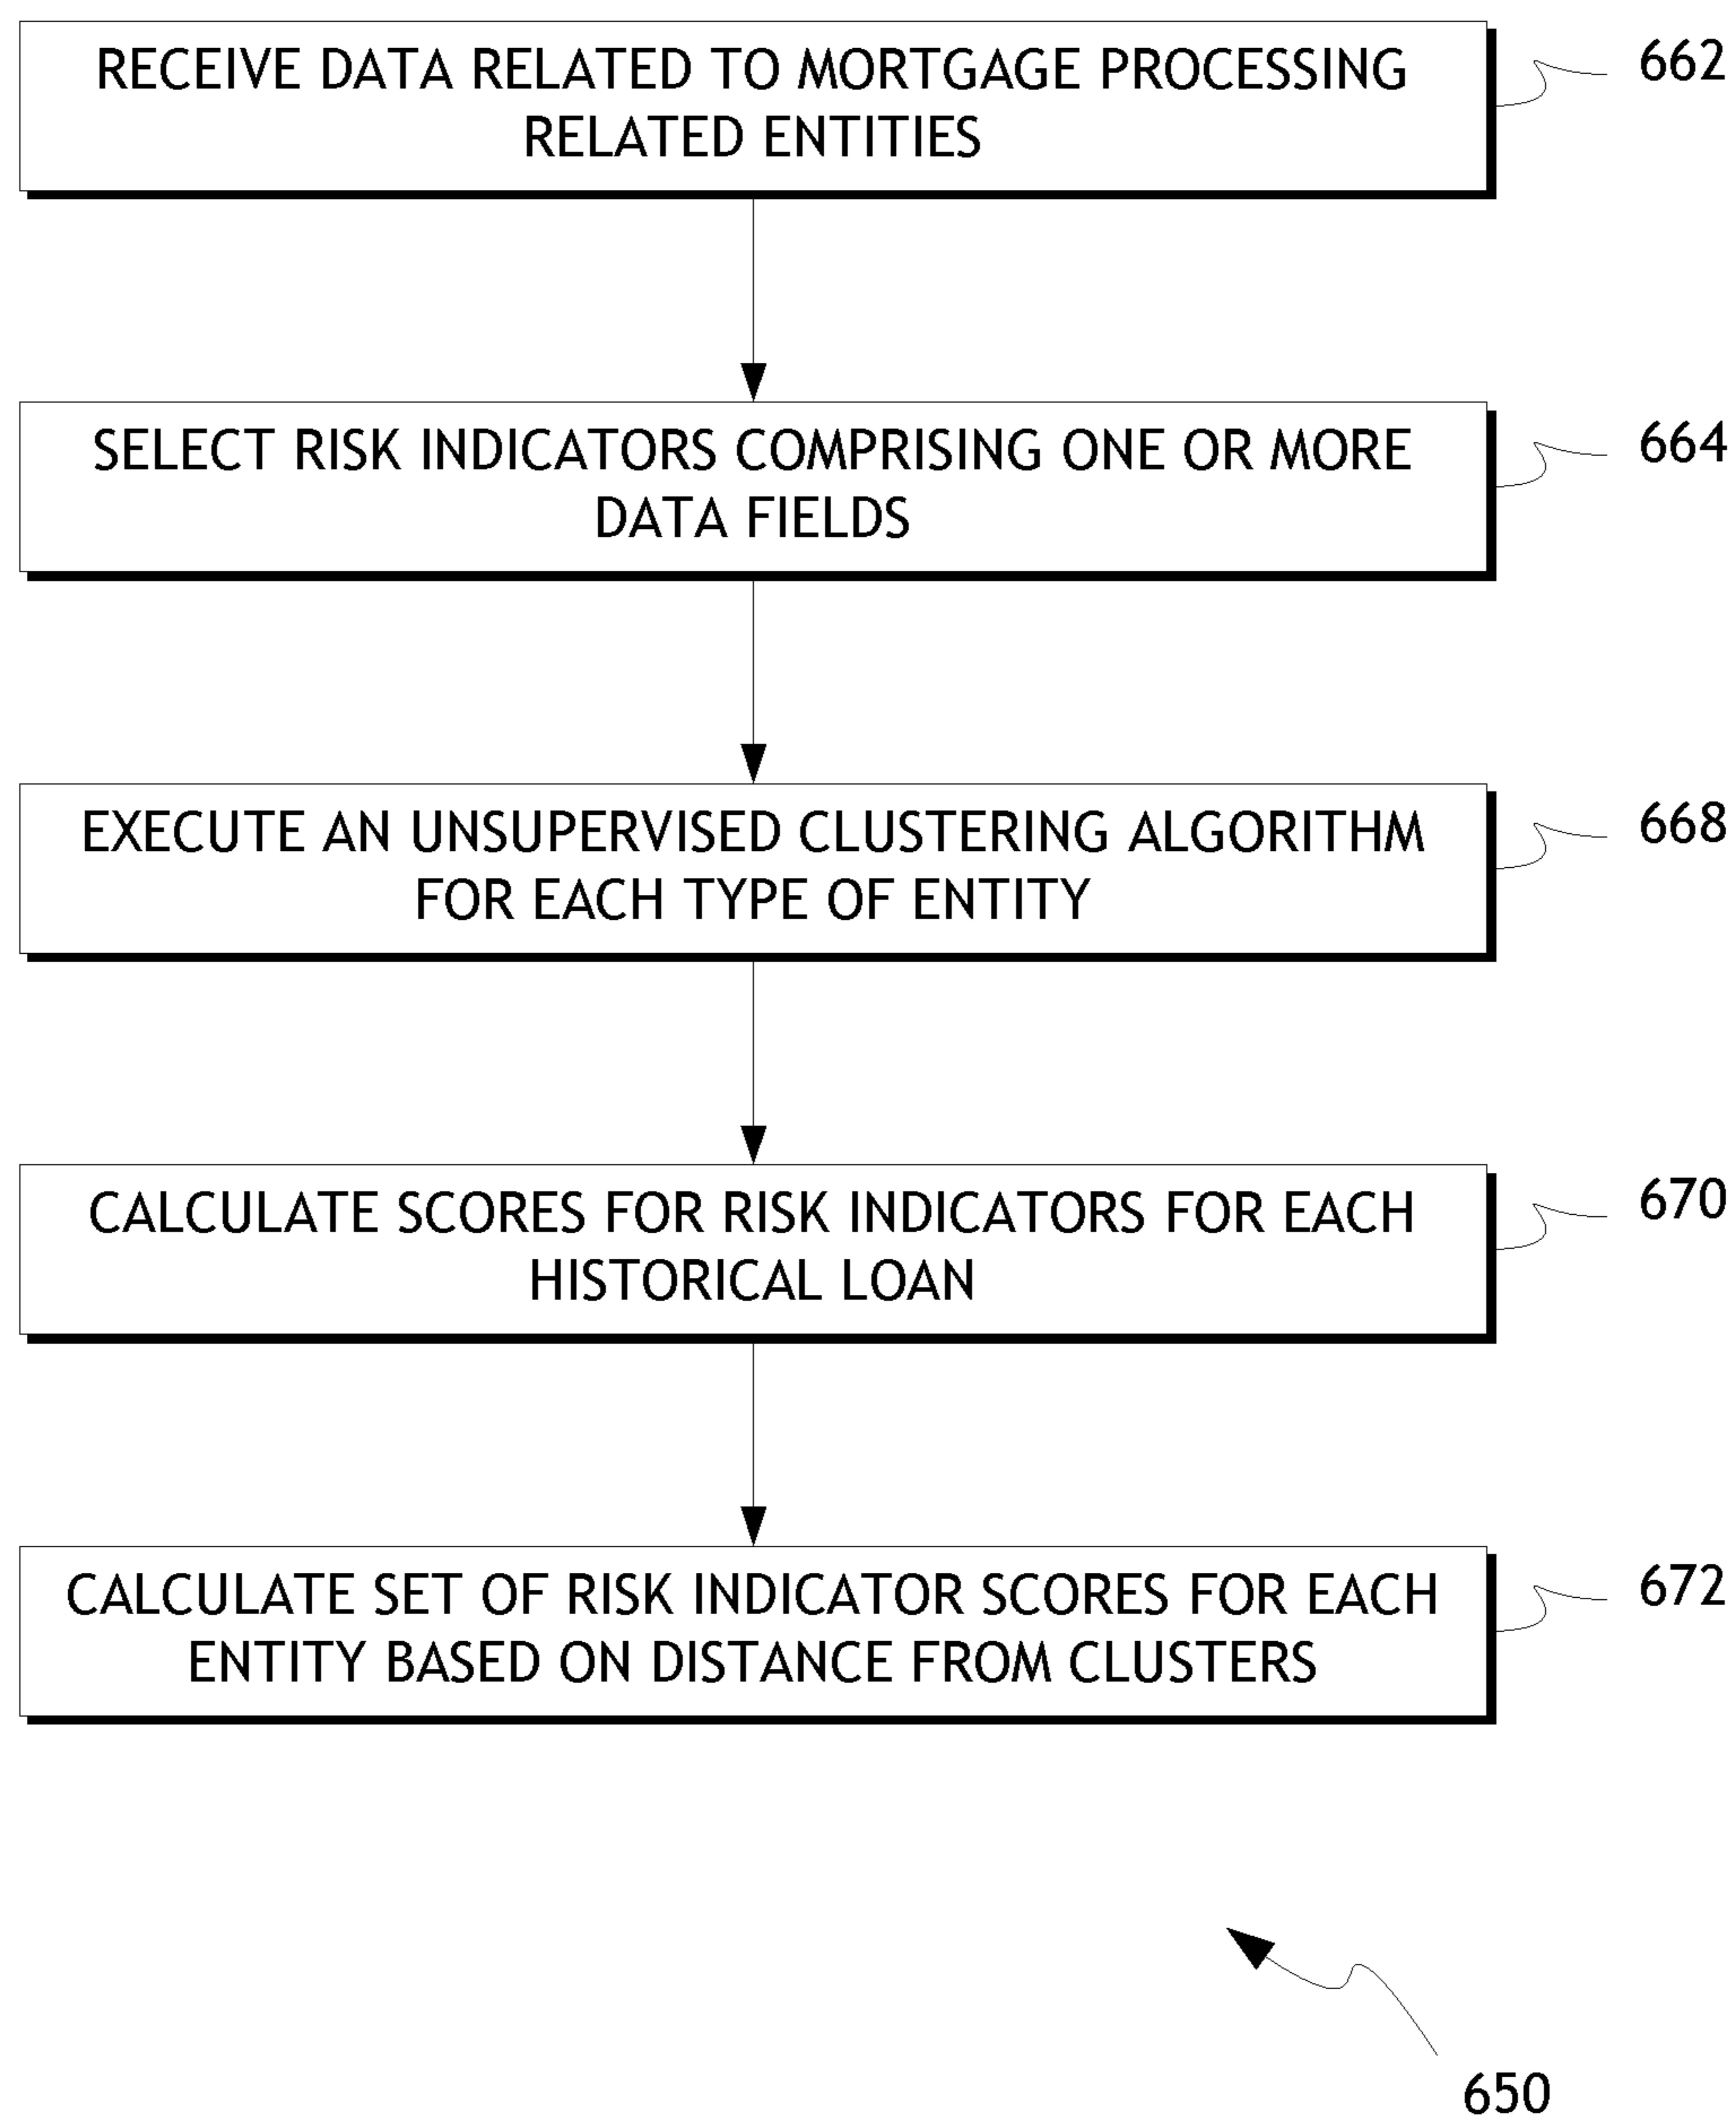 RECEIVE DATA RELATED TO MORTGAGE PROCESSING
RELATED ENTITIES
662
SELECT RISK INDICATORS COMPRISING ONE OR MORE
DATA FIELDS
664
EXECUTE AN UNSUPERVISED CLUSTERING ALGORITHM
FOR EACH TYPE OF ENTITY
668
CALCULATE SCORES FOR RISK INDICATORS FOR EACH
HISTORICAL LOAN
670
CALCULATE SET OF RISK INDICATOR SCORES FOR EACH
ENTITY BASED ON DISTANCE FROM CLUSTERS
672
650